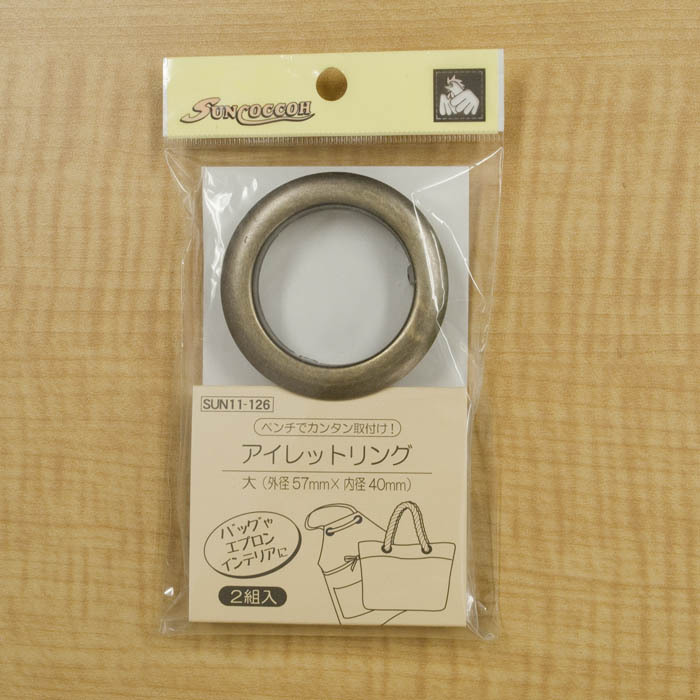 SUNCOCCOH
SUN11-126
ペンチでカンタン取付け!
アイレットリング
大(外径57mm×内径40mm)
バッグや
エプロン
インテリアに
2組入